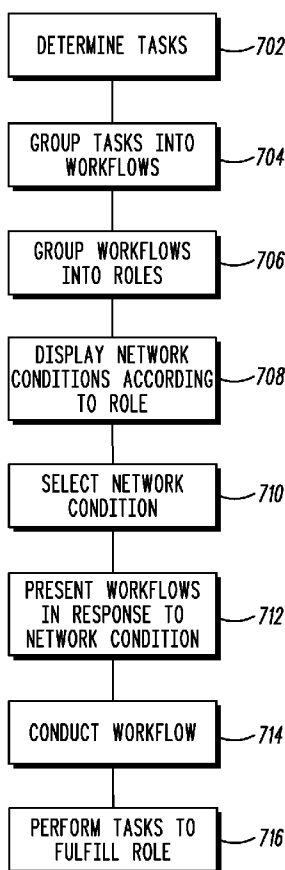 DETERMINE TASKS
702
GROUP TASKS INTO
WORKFLOWS
704
GROUP WORKFLOWS
INTO ROLES
706
DISPLAY NETWORK
CONDITIONS ACCORDING
TO ROLE
708
SELECT NETWORK
CONDITION
710
PRESENT WORKFLOWS
IN RESPONSE TO
NETWORK CONDITION
712
CONDUCT WORKFLOW
714
PERFORM TASKS TO
FULFILL ROLE
716